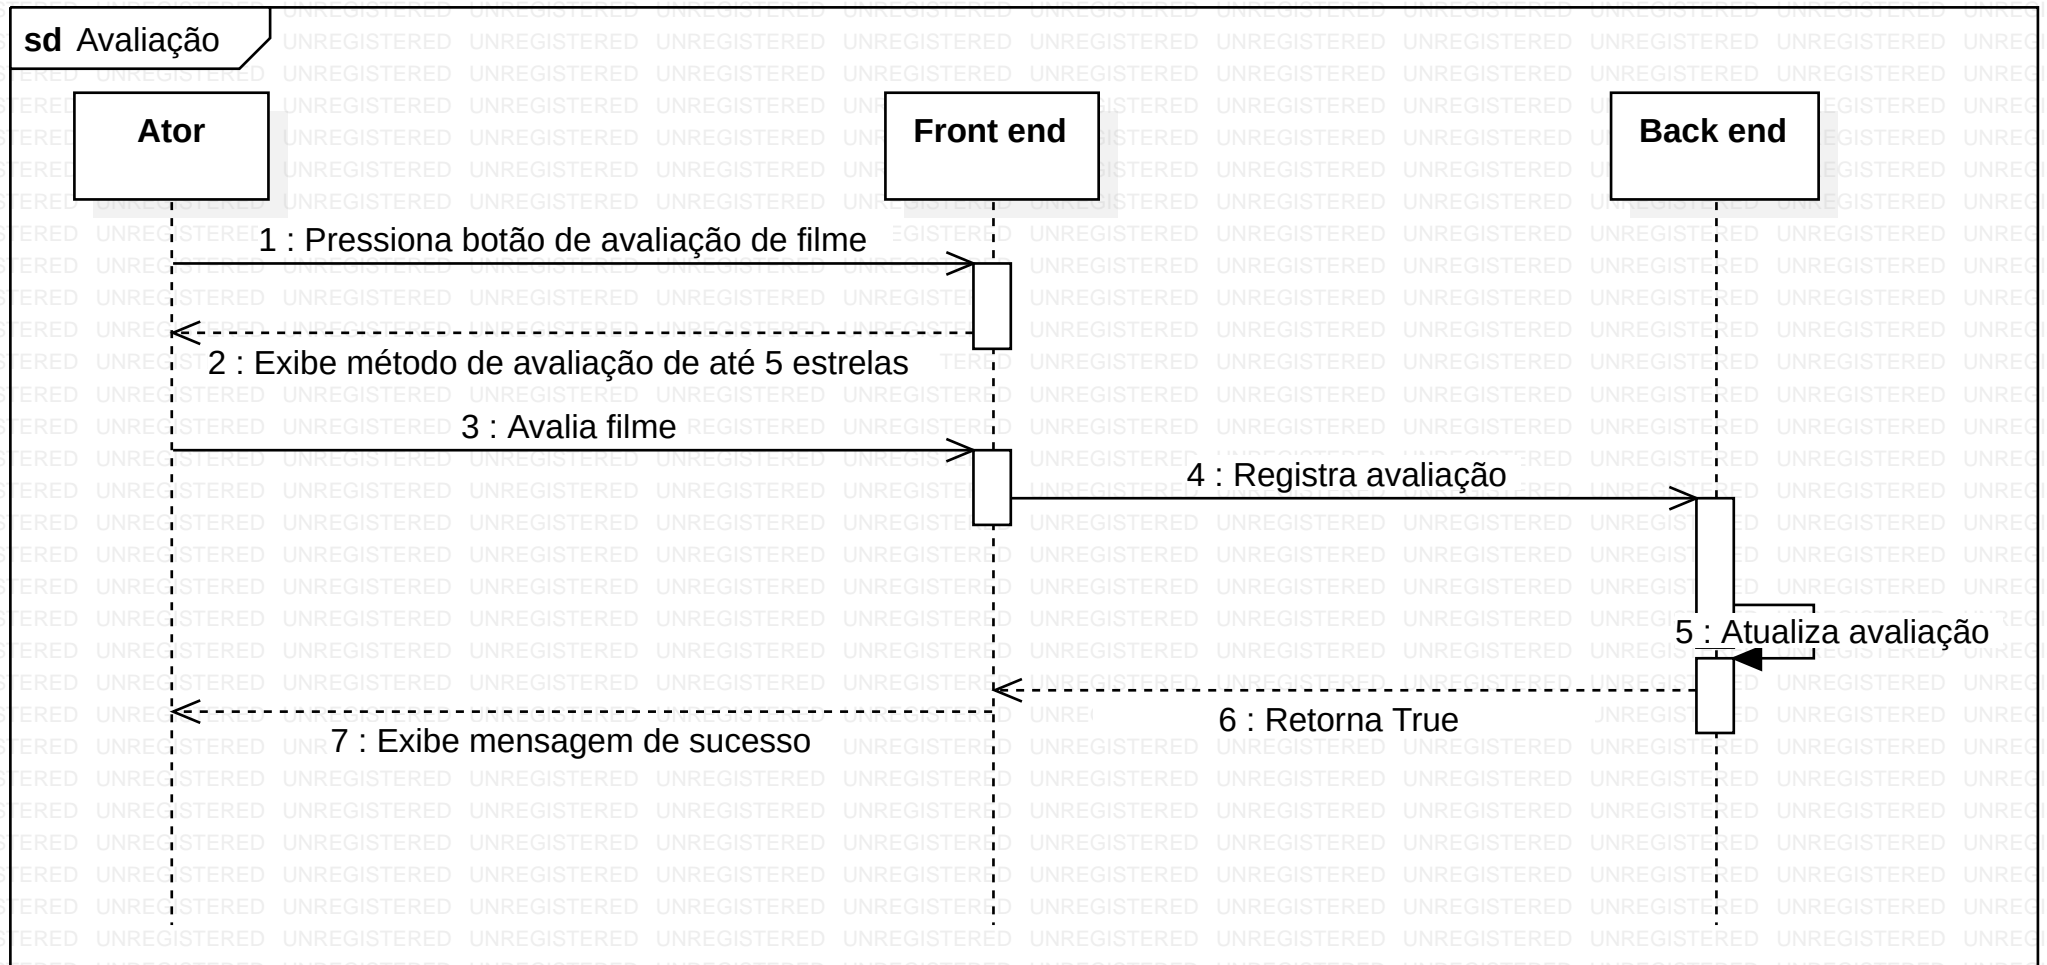 sd Avaliação
Ator
Front end
Back end
1 : Pressiona botão de avaliação de filme
2 : Exibe método de avaliação de até 5 estrelas
3 : Avalia filme
4 : Registra avaliação
5 : Atualiza avaliação
6 : Retorna True
7 : Exibe mensagem de sucesso
UNREGISTERED